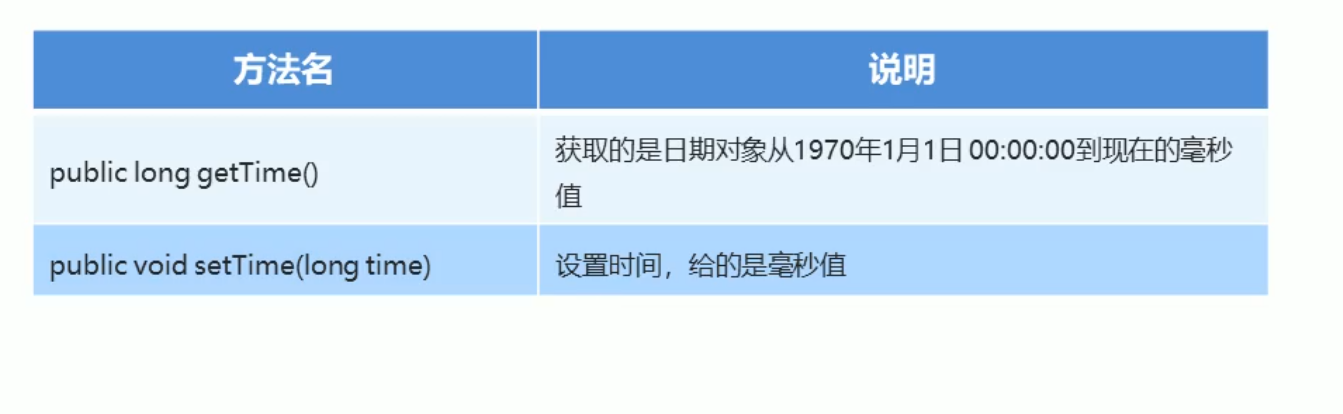 方法名 说明
public long getTime() 获取的是日期对象从1970年1月1日 00:00:00到现在的毫秒
值
public void setTime(long time) 设置时间，给的是毫秒值